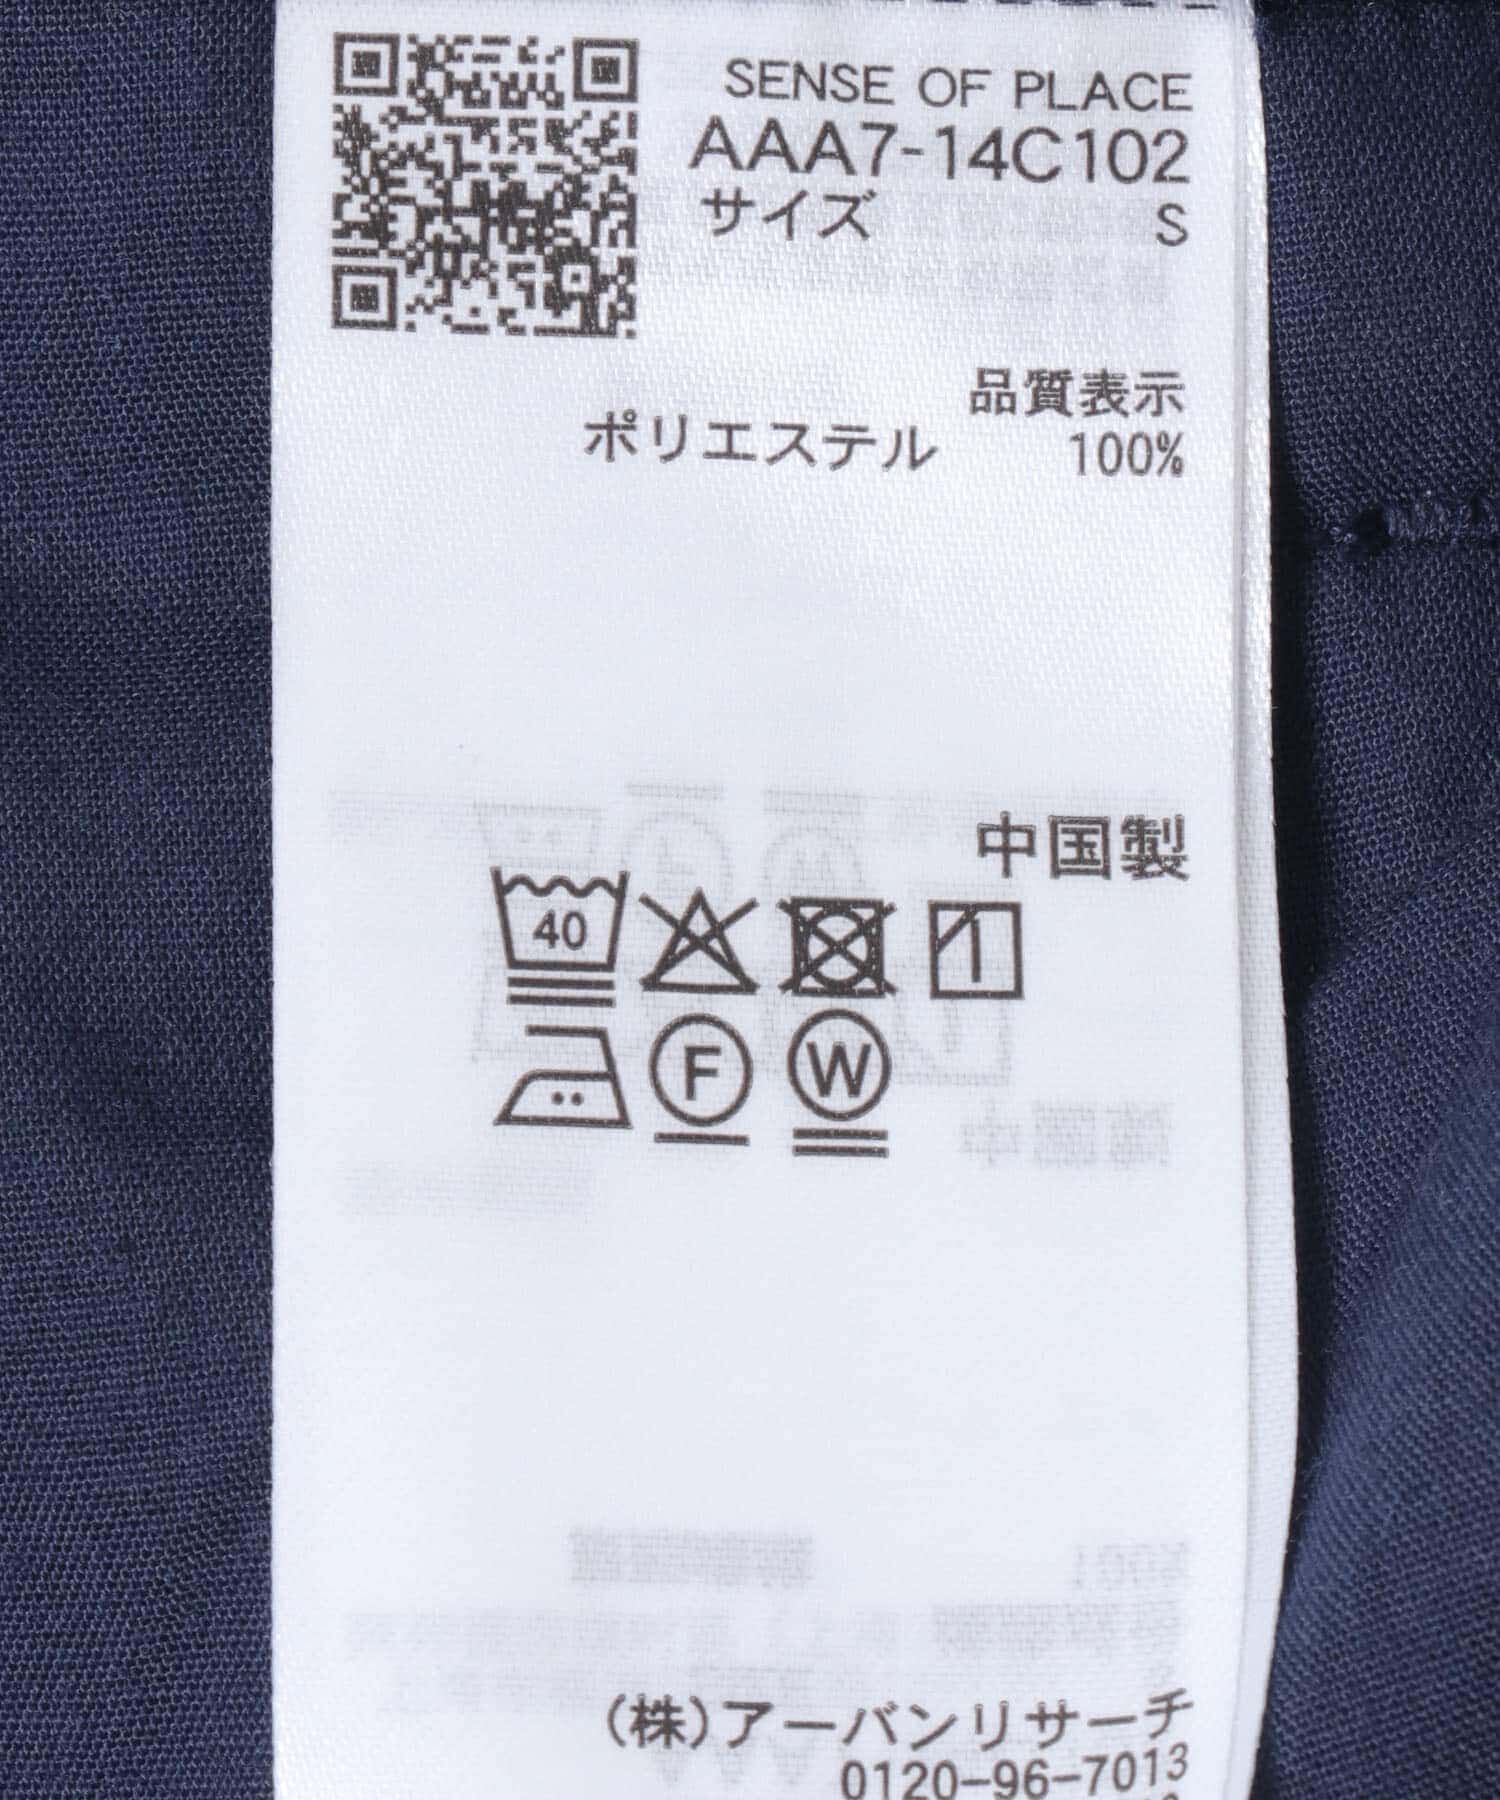 SENSE OF PLACE
AAA7-14C102
サイズ S
品質表示
ポリエステル 100%
中国製
40
F W
(株)アーバンリサーチ
0120-96-7013